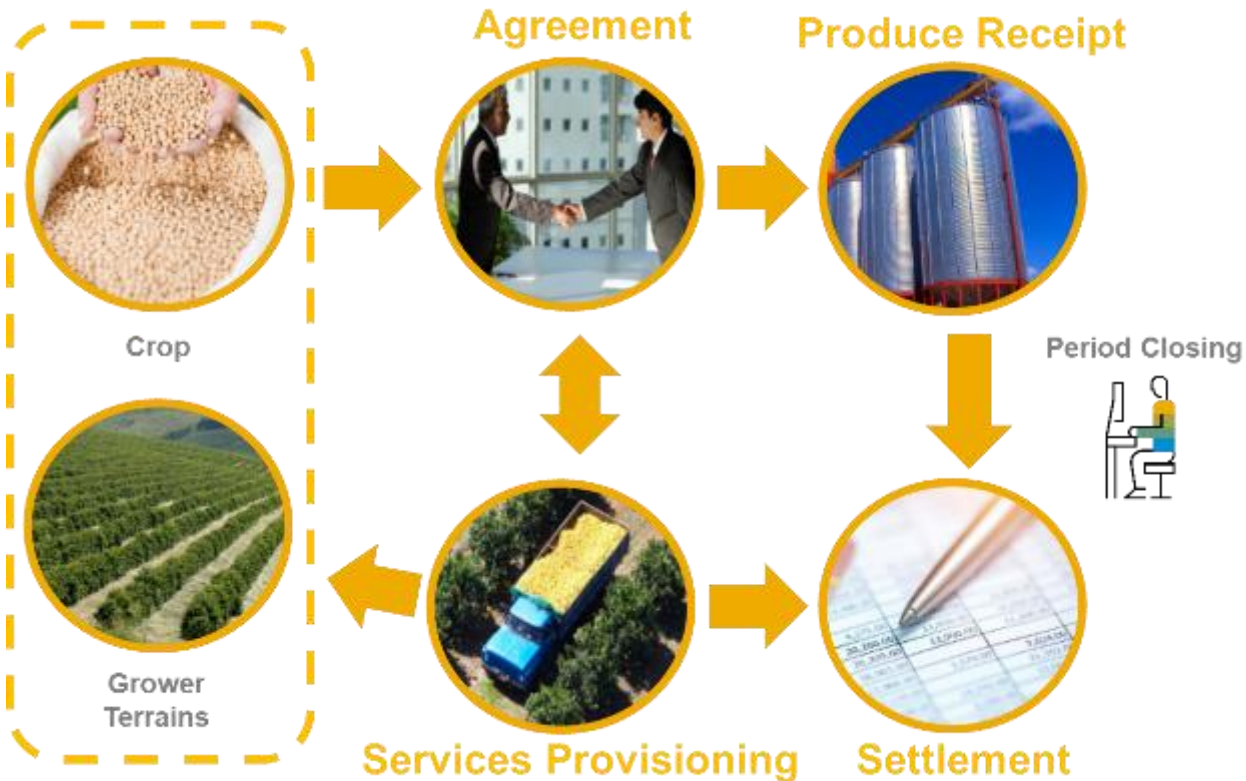 Agreement
Produce Receipt
Crop
Period Closing
Grower
Terrains
Services Provisioning
Settlement